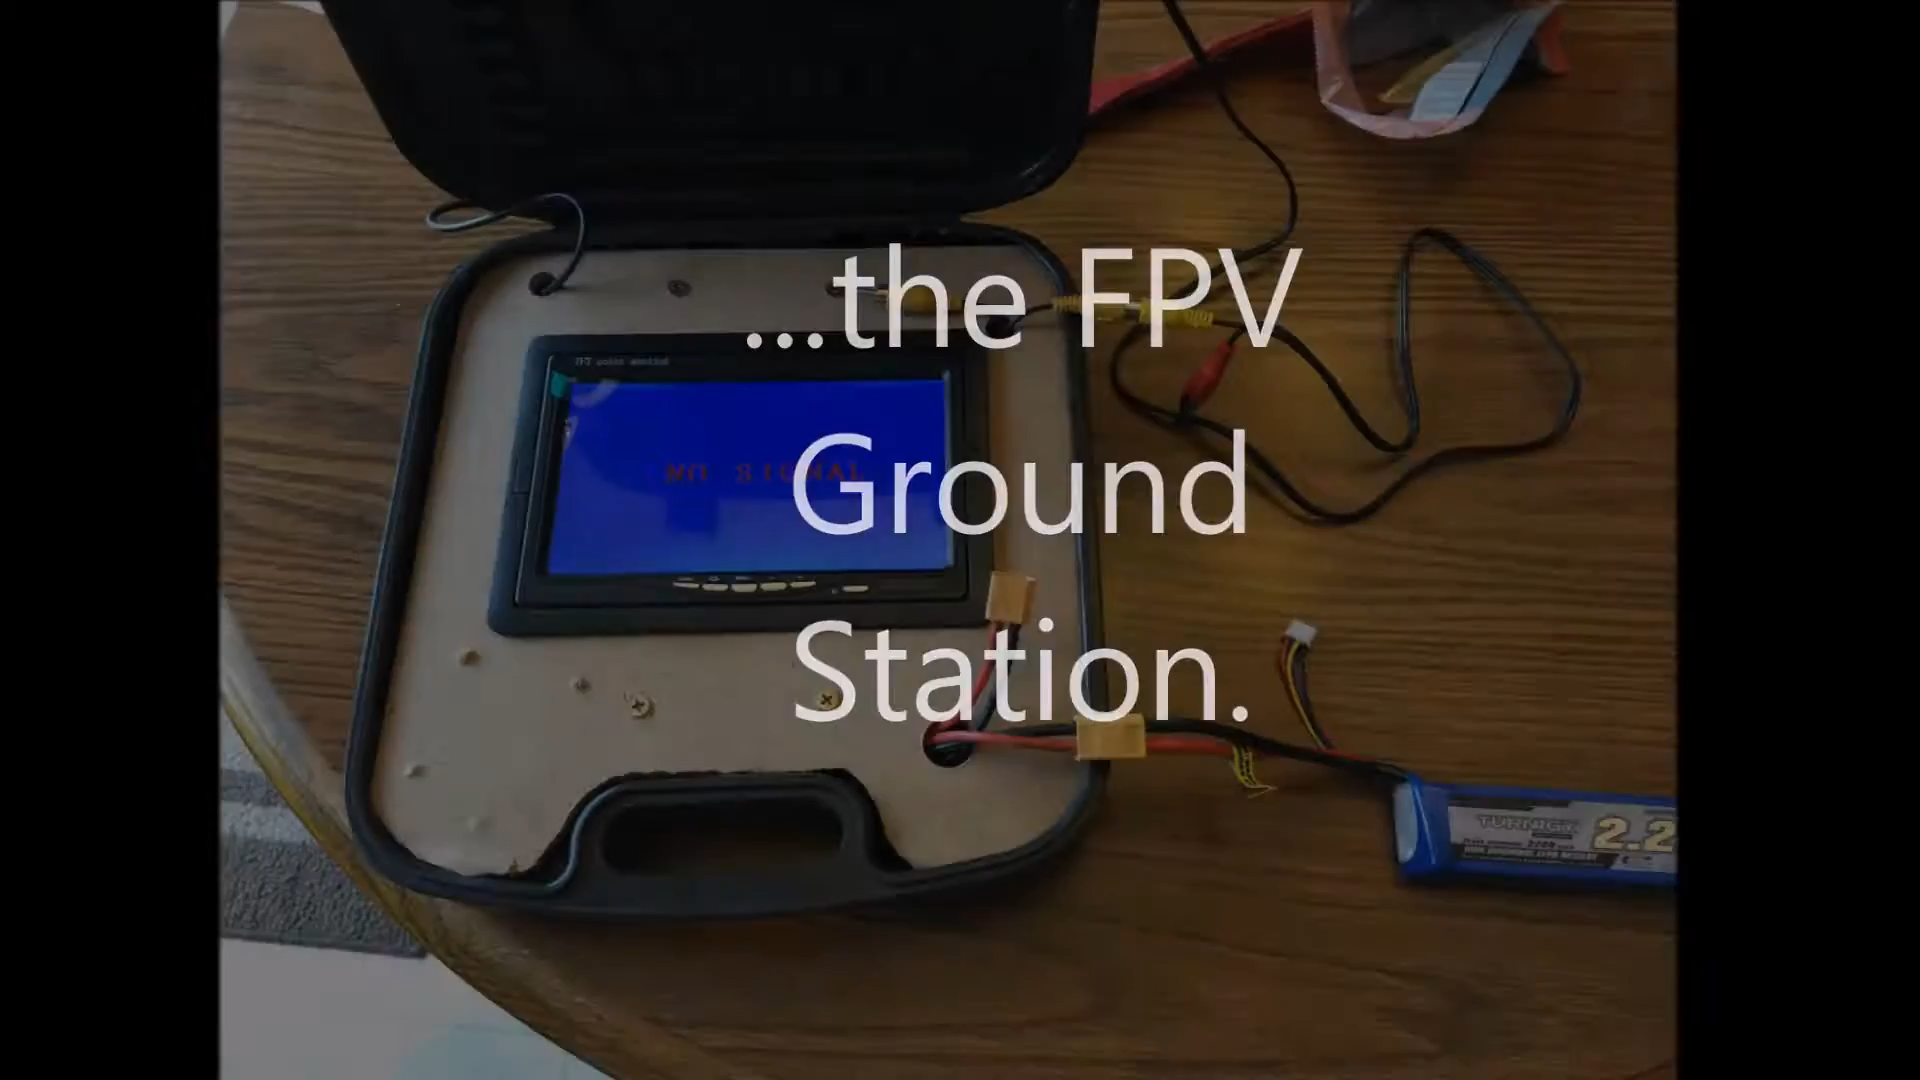 ...the FPV
Ground
Station.
NO SIGNAL
TURNIGY
2.2